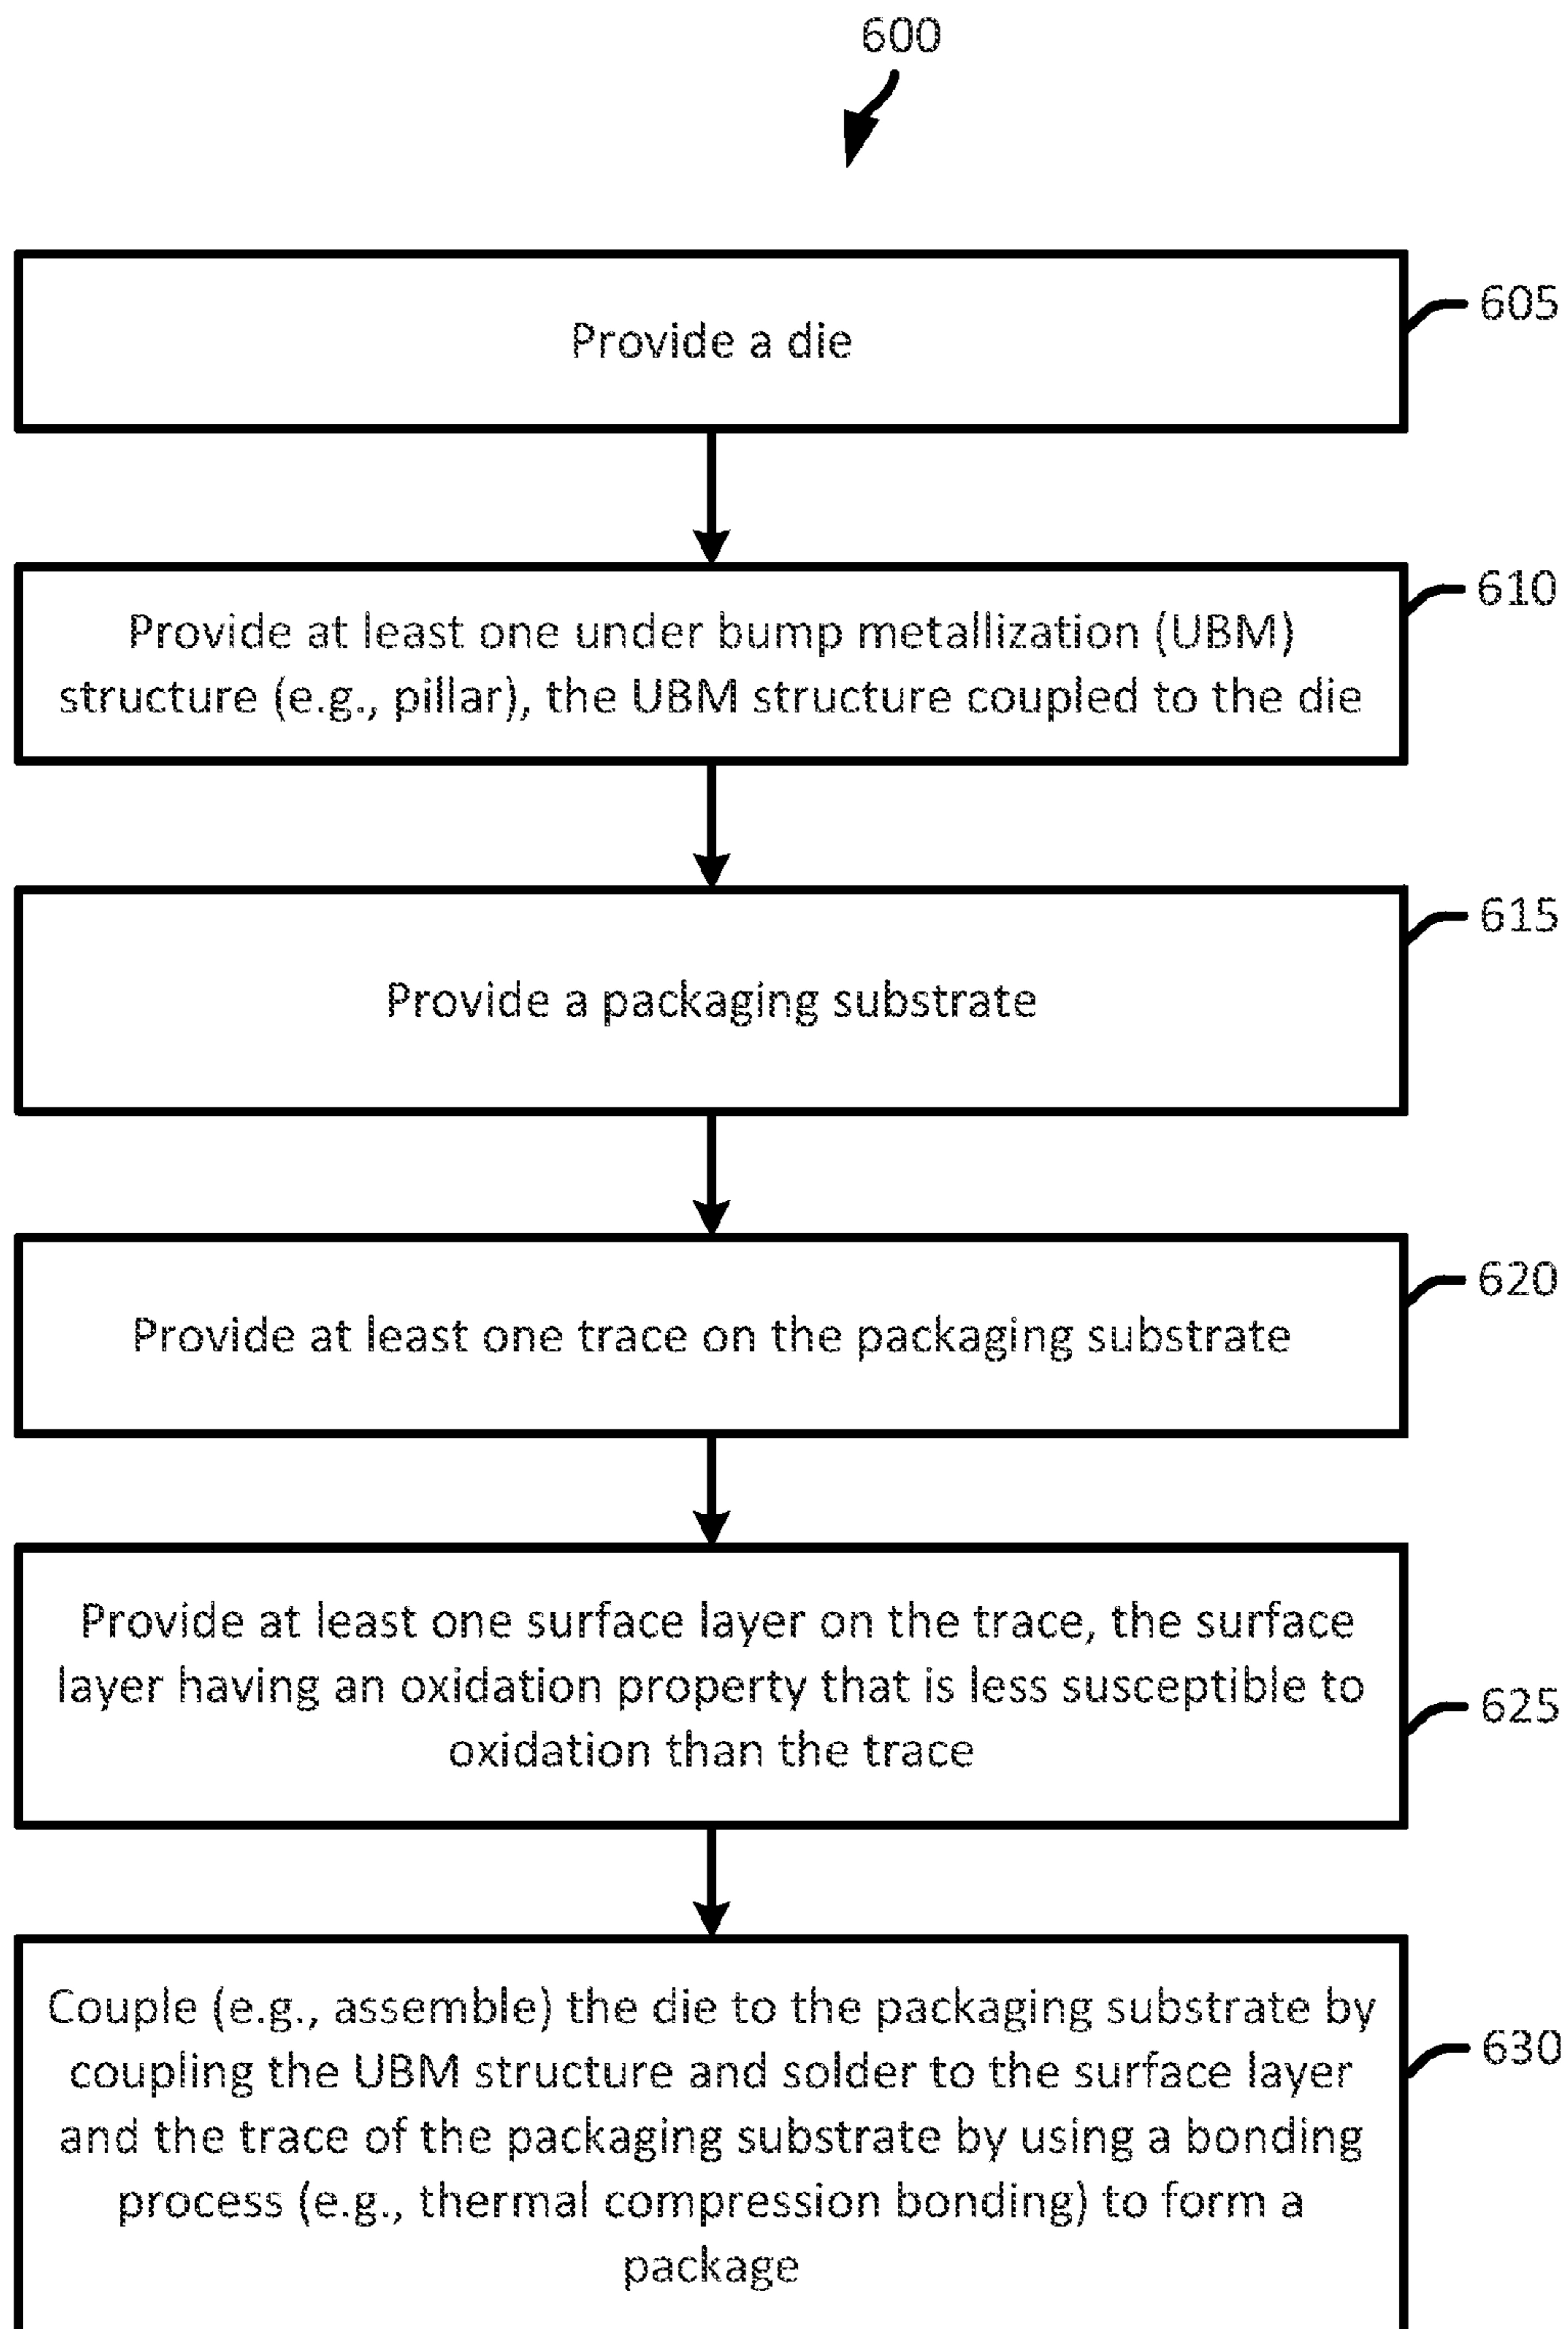 600
Provide a die
605
Provide at least one under bump metallization (UBM)
structure (e.g., pillar), the UBM structure coupled to the die
610
Provide a packaging substrate
615
Provide at least one trace on the packaging substrate
620
Provide at least one surface layer on the trace, the surface
layer having an oxidation property that is less susceptible to
oxidation than the trace
625
Couple (e.g., assemble) the die to the packaging substrate by
coupling the UBM structure and solder to the surface layer
and the trace of the packaging substrate by using a bonding
process (e.g., thermal compression bonding) to form a
package
630